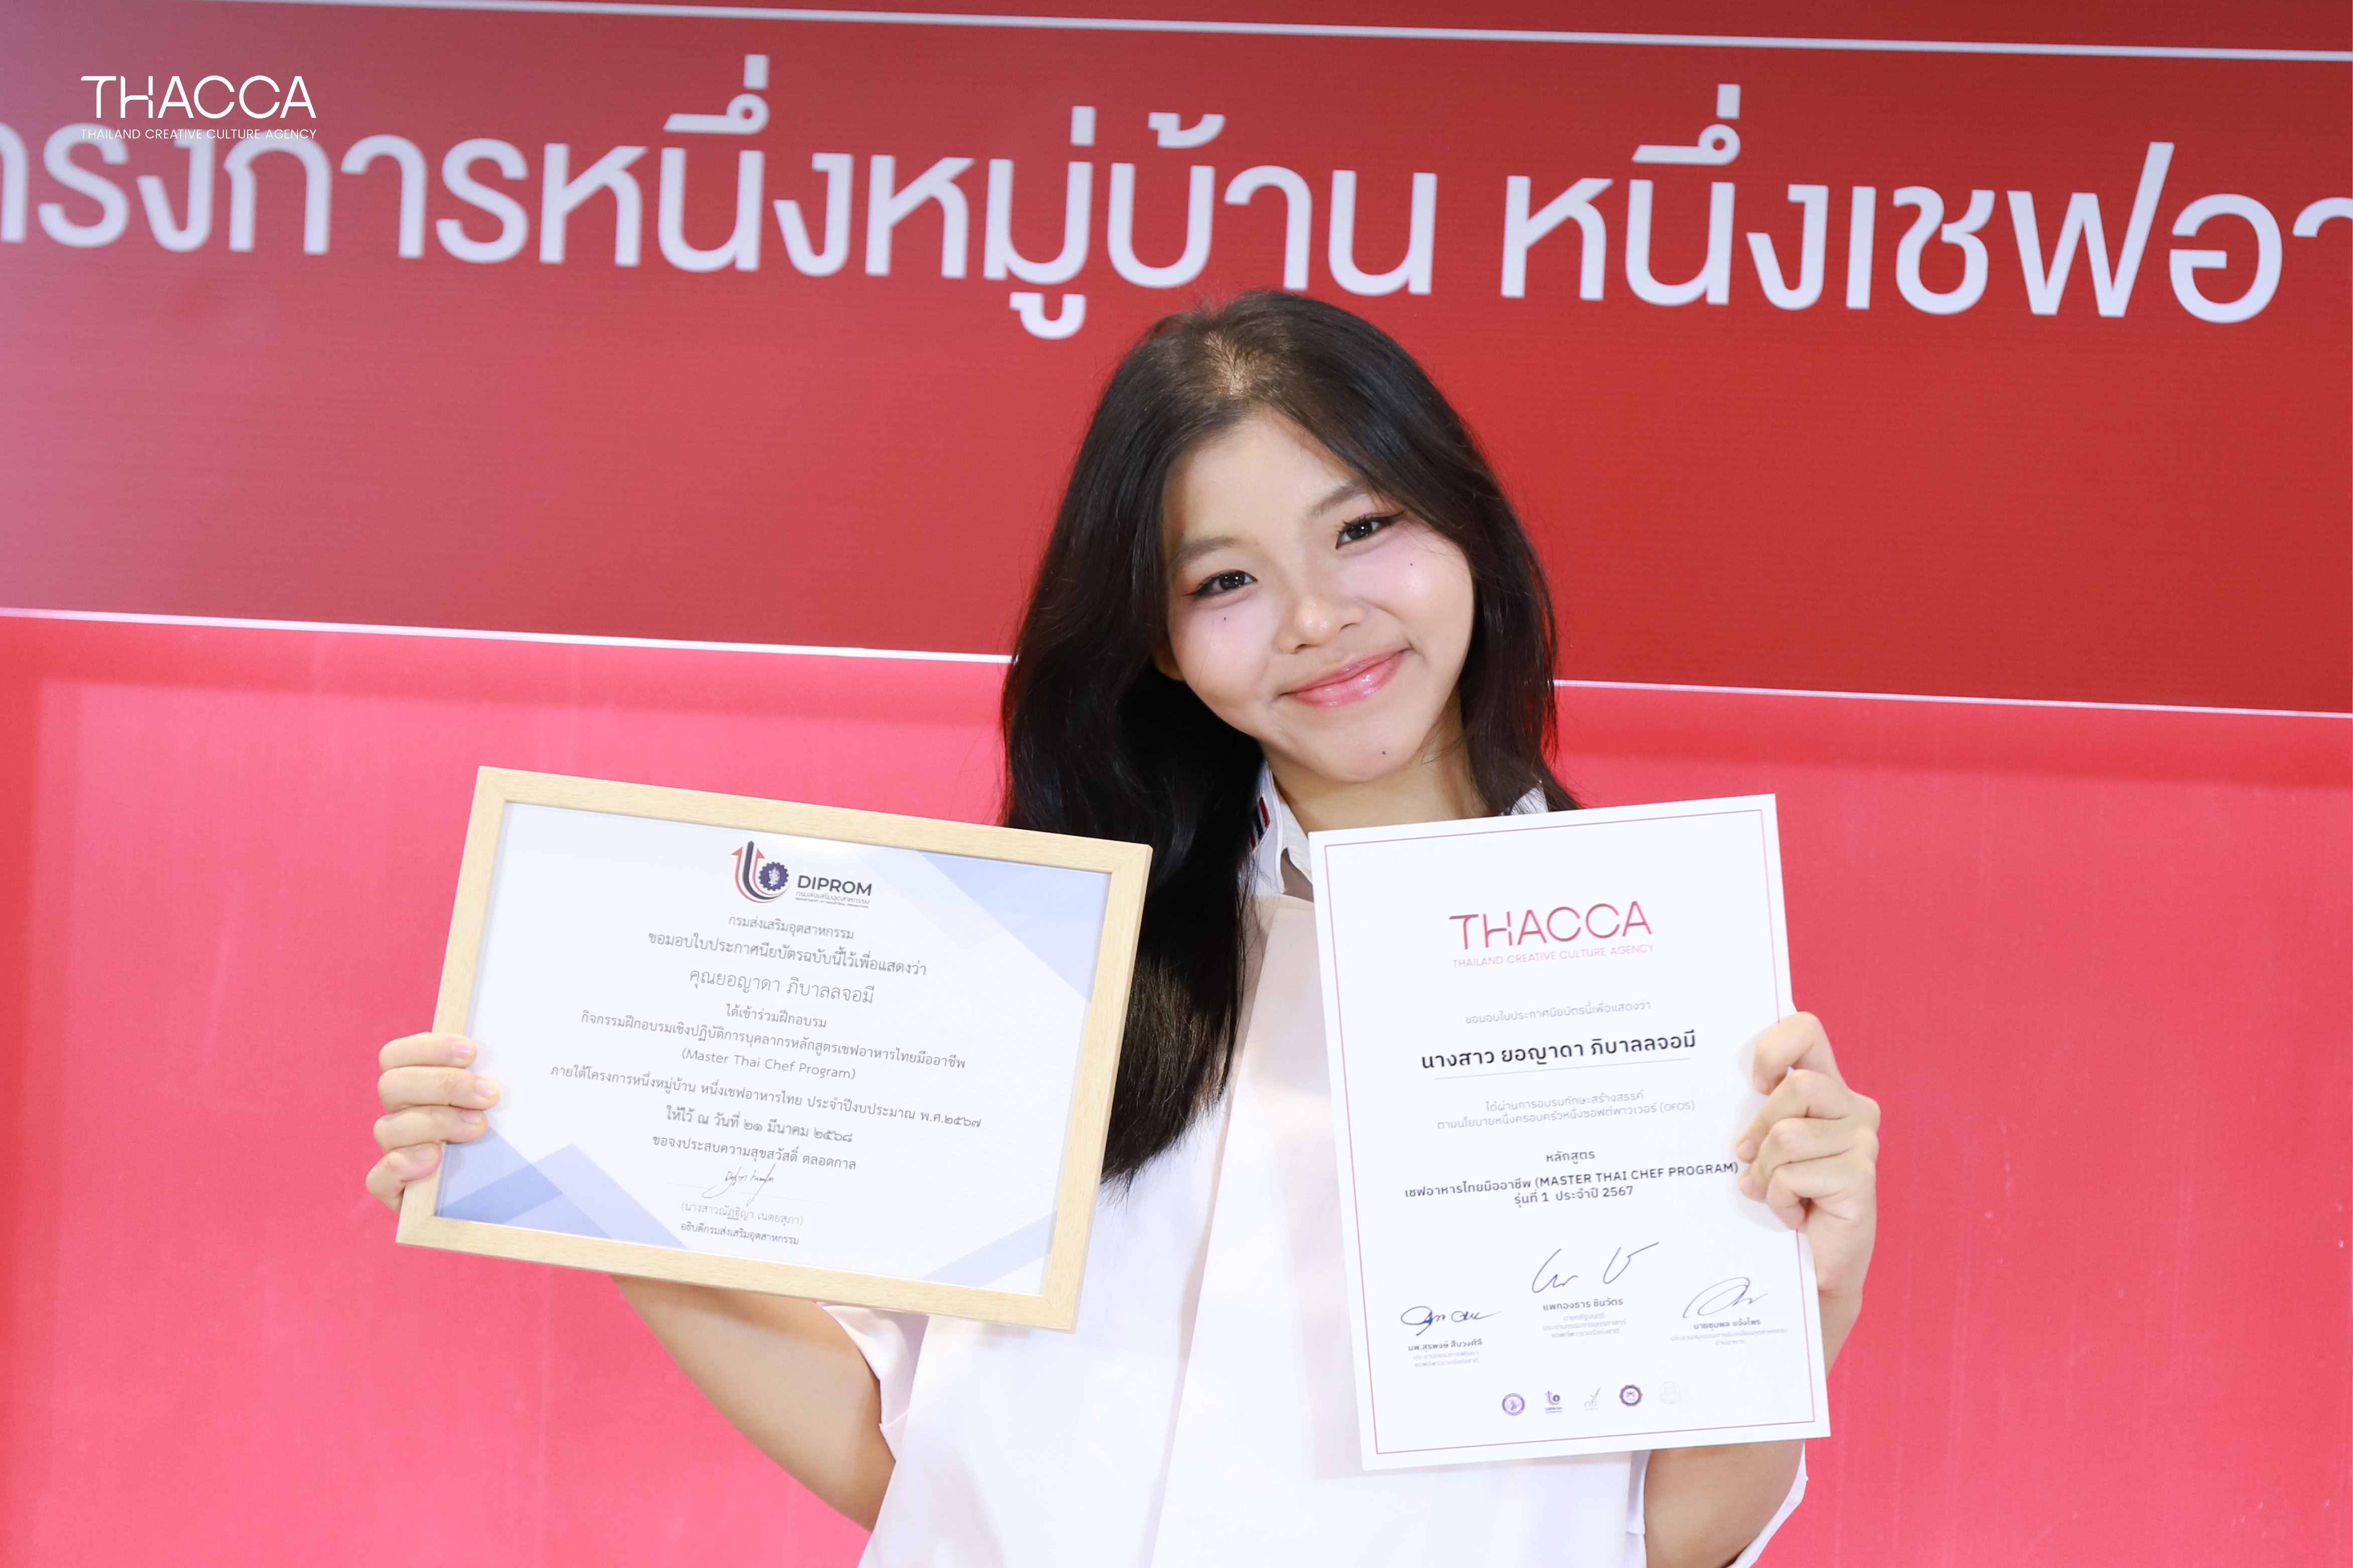 THACCA
THAILAND CREATIVE CULTURE AGENCY
โครงการหนึ่งหมู่บ้าน หนึ่งเชฟอา
DIPROM
กรมส่งเสริมอุตสาหกรรม
กรมส่งเสริมอุตสาหกรรม
ขอมอบใบประกาศนียบัตรฉบับนี้ไว้เพื่อแสดงว่า
คุณยอญาดา ภิบาลลจอมี
ได้เข้าร่วมฝึกอบรม
กิจกรรมฝึกอบรมเชิงปฏิบัติการบุคลากรหลักสูตรเชฟอาหารไทยมืออาชีพ
(Master Thai Chef Program)
ภายใต้โครงการหนึ่งหมู่บ้าน หนึ่งเชฟอาหารไทย ประจำปีงบประมาณ พ.ศ.๒๕๖๗
ให้ไว้ ณ วันที่ ๒๑ มีนาคม ๒๕๖๘
ขอจงประสบความสุขสวัสดิ์ ตลอดกาล
(นางสาวณัฏฐิญา เนตยสุภา)
อธิบดีกรมส่งเสริมอุตสาหกรรม
THACCA
THAILAND CREATIVE CULTURE AGENCY
ขอมอบใบประกาศนียบัตรนี้เพื่อแสดงว่า
นางสาว ยอญาดา ภิบาลลจอมี
ได้ผ่านการอบรมทักษะสร้างสรรค์
ตามนโยบายหนึ่งครอบครัวหนึ่งซอฟต์พาวเวอร์ (OFOS)
หลักสูตร
เชฟอาหารไทยมืออาชีพ (MASTER THAI CHEF PROGRAM)
รุ่นที่ 1 ประจำปี 2567
แพทองธาร ชินวัตร
นายกรัฐมนตรี
นพ.สุรพงษ์ สืบวงศ์ลี
นายชุมพล แจ้งไพร
DIPROM
nfi